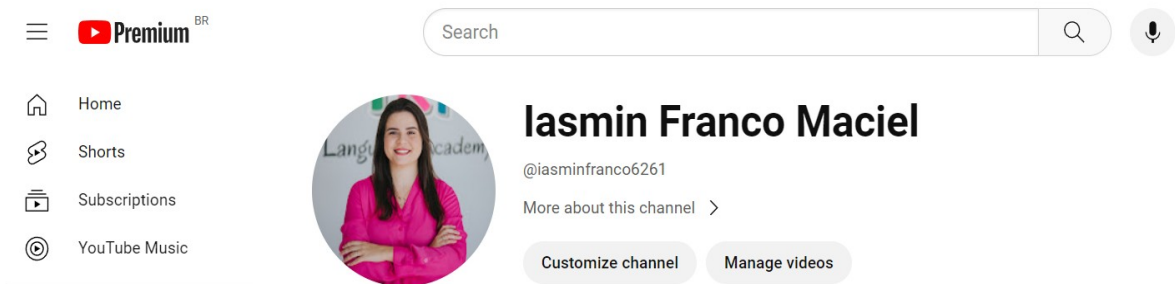 Premium BR
Search
Home
Shorts
Subscriptions
YouTube Music
Academy
Iasmin Franco Maciel
@iasminfranco6261
More about this channel
Customize channel
Manage videos